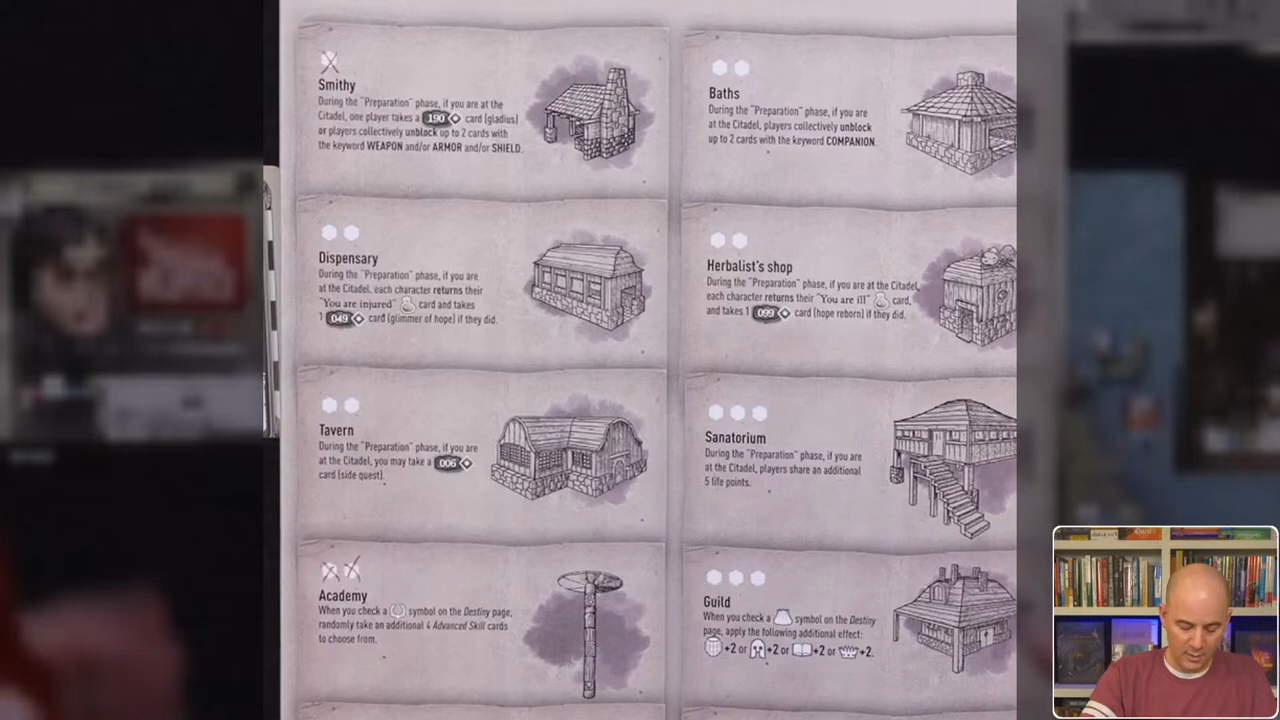 Smithy
During the "Preparation" phase, if you are at the
Citadel, one player takes a 190 card (gladius)
or players collectively unblock up to 2 cards with
the keyword WEAPON and/or ARMOR and/or SHIELD.
Baths
During the "Preparation" phase, if you are
at the Citadel, players collectively unblock
up to 2 cards with the keyword COMPANION.
Dispensary
During the "Preparation" phase, if you are
at the Citadel, each character returns their
"You are injured" card and takes
1 049 card (glimmer of hope) if they did.
Herbalist's shop
During the "Preparation" phase, if you are at the Citadel,
each character returns their "You are ill" card,
and takes 1 099 card (hope reborn) if they did.
Tavern
During the "Preparation" phase, if you are
at the Citadel, you may take a 006
card (side quest).
Sanatorium
During the "Preparation" phase, if you are
at the Citadel, players share an additional
5 life points.
Academy
When you check a symbol on the Destiny page,
randomly take an additional 4 Advanced Skill cards
to choose from.
Guild
When you check a symbol on the Destiny
page, apply the following additional effect:
+2 or +2 or +2 or +2.